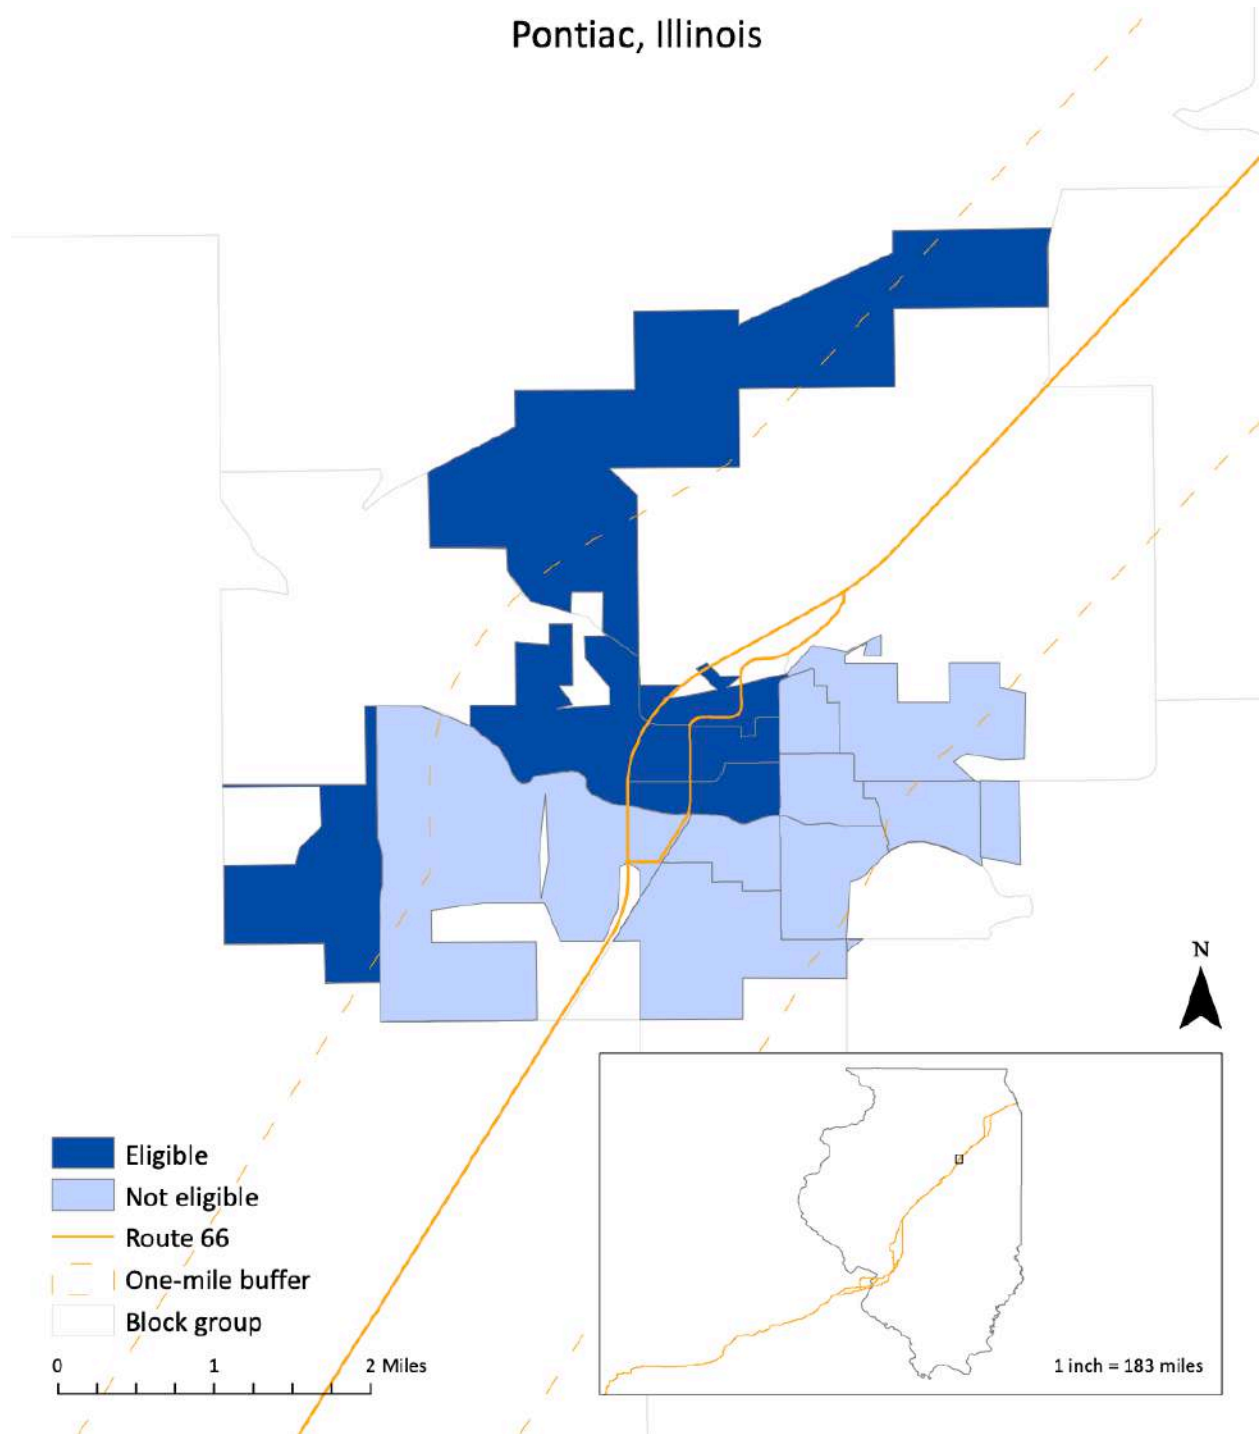 Pontiac, Illinois
N
Eligible
Not eligible
Route 66
One-mile buffer
Block group
0 1 2 Miles
1 inch = 183 miles